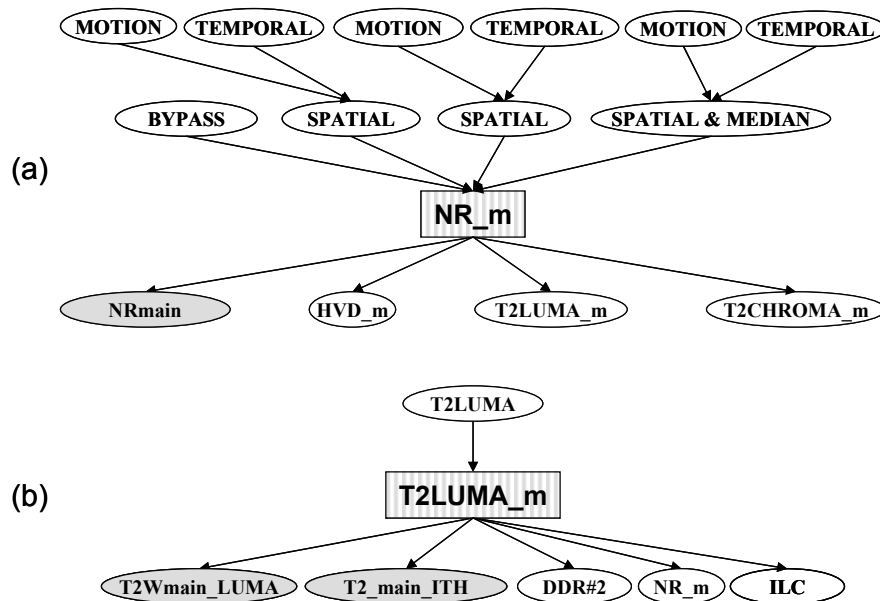 MOTION TEMPORAL MOTION TEMPORAL MOTION TEMPORAL
BYPASS SPATIAL SPATIAL SPATIAL & MEDIAN
(a)
NR_m
NRmain HVD_m T2LUMA_m T2CHROMA_m
T2LUMA
(b)
T2LUMA_m
T2Wmain_LUMA T2_main_ITH DDR#2 NR_m ILC